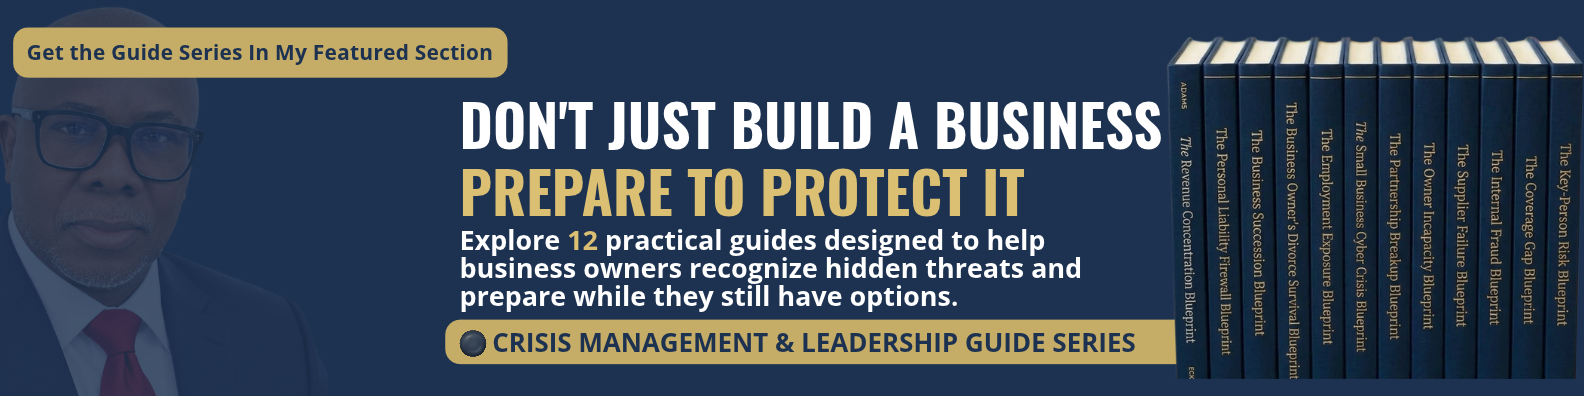 Get the Guide Series In My Featured Section
DON'T JUST BUILD A BUSINESS
PREPARE TO PROTECT IT
Explore 12 practical guides designed to help
business owners recognize hidden threats and
prepare while they still have options.
CRISIS MANAGEMENT & LEADERSHIP GUIDE SERIES
ADAMS
The Revenue Concentration Blueprint
ECK
The Personal Liability Firewall Blueprint
The Business Succession Blueprint
The Business Owner's Divorce Survival Blueprint
The Employment Exposure Blueprint
The Small Business Cyber Crisis Blueprint
The Partnership Breakup Blueprint
The Owner Incapacity Blueprint
The Supplier Failure Blueprint
The Internal Fraud Blueprint
The Coverage Gap Blueprint
The Key-Person Risk Blueprint